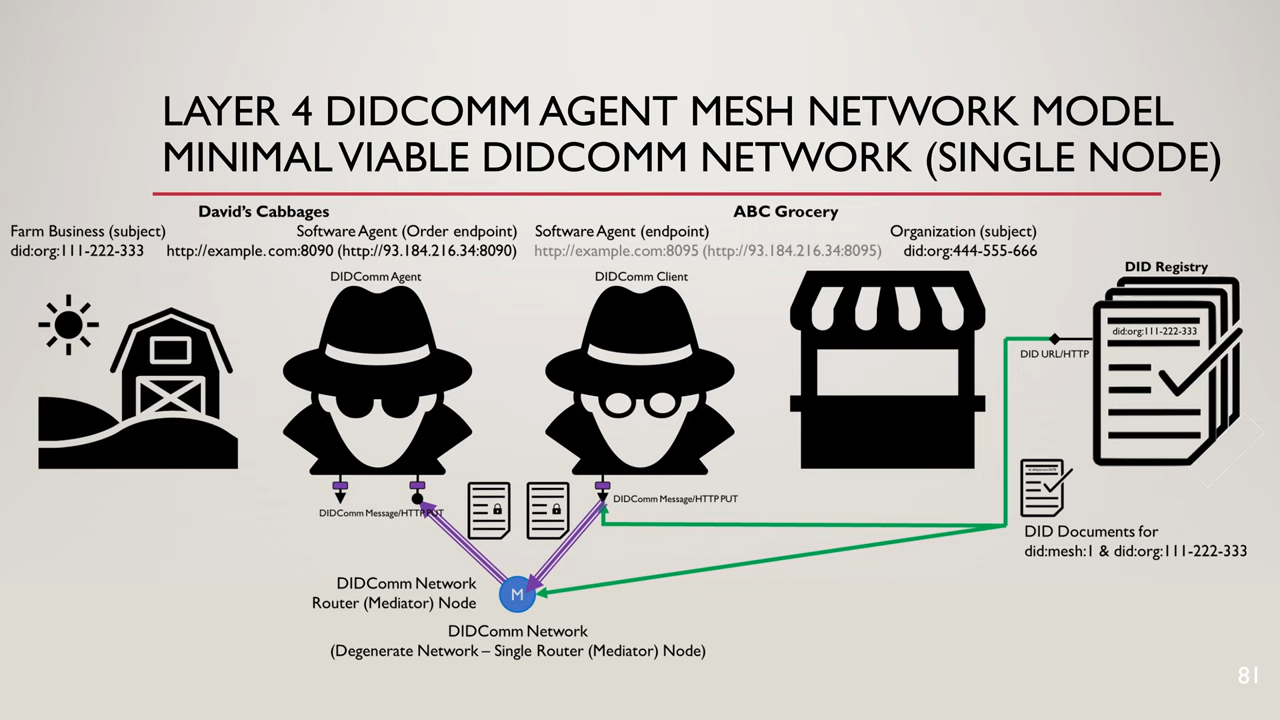 LAYER 4 DIDCOMM AGENT MESH NETWORK MODEL
MINIMAL VIABLE DIDCOMM NETWORK (SINGLE NODE)
David's Cabbages
ABC Grocery
Farm Business (subject)
did:org:111-222-333
Software Agent (Order endpoint)
http://example.com:8090 (http://93.184.216.34:8090)
Software Agent (endpoint)
http://example.com:8095 (http://93.184.216.34:8095)
Organization (subject)
did:org:444-555-666
DIDComm Agent
DIDComm Client
DID Registry
did:org:111-222-333
DID URL/HTTP
DIDComm Message/HTTP PUT
DIDComm Message/HTTP PUT
DID Documents for
did:mesh:1 & did:org:111-222-333
DIDComm Network
Router (Mediator) Node
M
DIDComm Network
(Degenerate Network – Single Router (Mediator) Node)
81